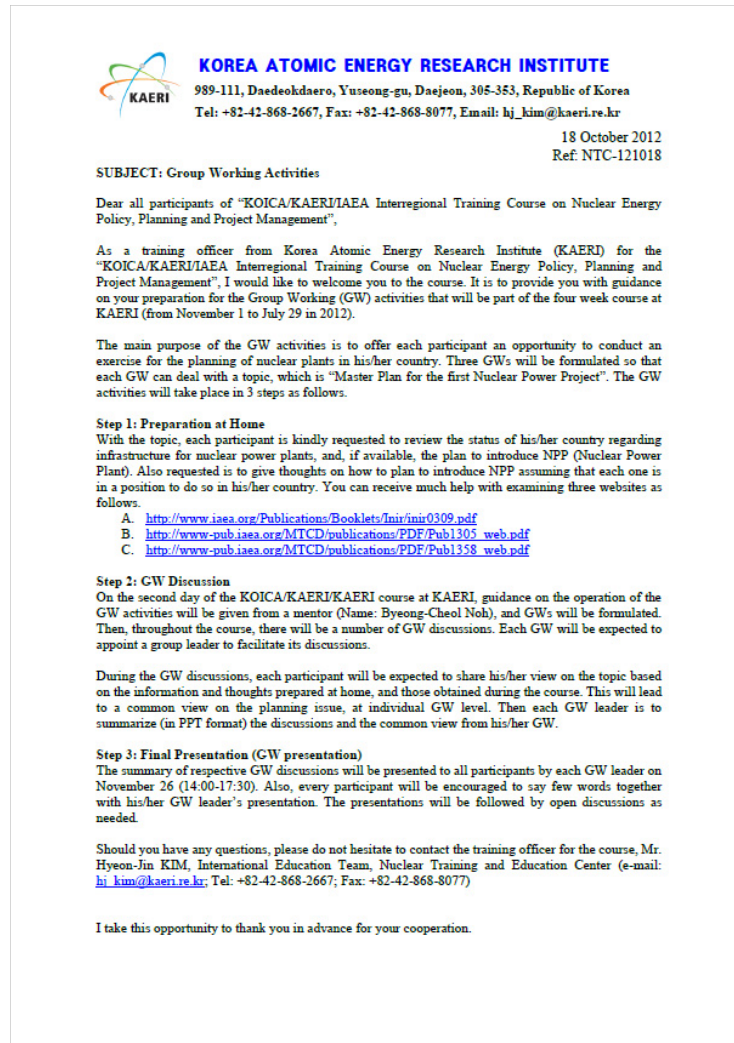 KAERI
KOREA ATOMIC ENERGY RESEARCH INSTITUTE
989-111, Daedeokdaero, Yuseong-gu, Daejeon, 305-353, Republic of Korea
Tel: +82-42-868-2667, Fax: +82-42-868-8077, Email: hj_kim@kaeri.re.kr
18 October 2012
Ref: NTC-121018
SUBJECT: Group Working Activities
Dear all participants of “KOICA/KAERI/IAEA Interregional Training Course on Nuclear Energy
Policy, Planning and Project Management”,
As a training officer from Korea Atomic Energy Research Institute (KAERI) for the
“KOICA/KAERI/IAEA Interregional Training Course on Nuclear Energy Policy, Planning and
Project Management”, I would like to welcome you to the course. It is to provide you with guidance
on your preparation for the Group Working (GW) activities that will be part of the four week course at
KAERI (from November 1 to July 29 in 2012).
The main purpose of the GW activities is to offer each participant an opportunity to conduct an
exercise for the planning of nuclear plants in his/her country. Three GWs will be formulated so that
each GW can deal with a topic, which is “Master Plan for the first Nuclear Power Project”. The GW
activities will take place in 3 steps as follows.
Step 1: Preparation at Home
With the topic, each participant is kindly requested to review the status of his/her country regarding
infrastructure for nuclear power plants, and, if available, the plan to introduce NPP (Nuclear Power
Plant). Also requested is to give thoughts on how to plan to introduce NPP assuming that each one is
in a position to do so in his/her country. You can receive much help with examining three websites as
follows.
A. http://www.iaea.org/Publications/Booklets/Inir/inir0309.pdf
B. http://www-pub.iaea.org/MTCD/publications/PDF/Pub1305_web.pdf
C. http://www-pub.iaea.org/MTCD/publications/PDF/Pub1358_web.pdf
Step 2: GW Discussion
On the second day of the KOICA/KAERI/KAERI course at KAERI, guidance on the operation of the
GW activities will be given from a mentor (Name: Byeong-Cheol Noh), and GWs will be formulated.
Then, throughout the course, there will be a number of GW discussions. Each GW will be expected to
appoint a group leader to facilitate its discussions.
During the GW discussions, each participant will be expected to share his/her view on the topic based
on the information and thoughts prepared at home, and those obtained during the course. This will lead
to a common view on the planning issue, at individual GW level. Then each GW leader is to
summarize (in PPT format) the discussions and the common view from his/her GW.
Step 3: Final Presentation (GW presentation)
The summary of respective GW discussions will be presented to all participants by each GW leader on
November 26 (14:00-17:30). Also, every participant will be encouraged to say few words together
with his/her GW leader’s presentation. The presentations will be followed by open discussions as
needed.
Should you have any questions, please do not hesitate to contact the training officer for the course, Mr.
Hyeon-Jin KIM, International Education Team, Nuclear Training and Education Center (e-mail:
hj_kim@kaeri.re.kr; Tel: +82-42-868-2667; Fax: +82-42-868-8077)
I take this opportunity to thank you in advance for your cooperation.